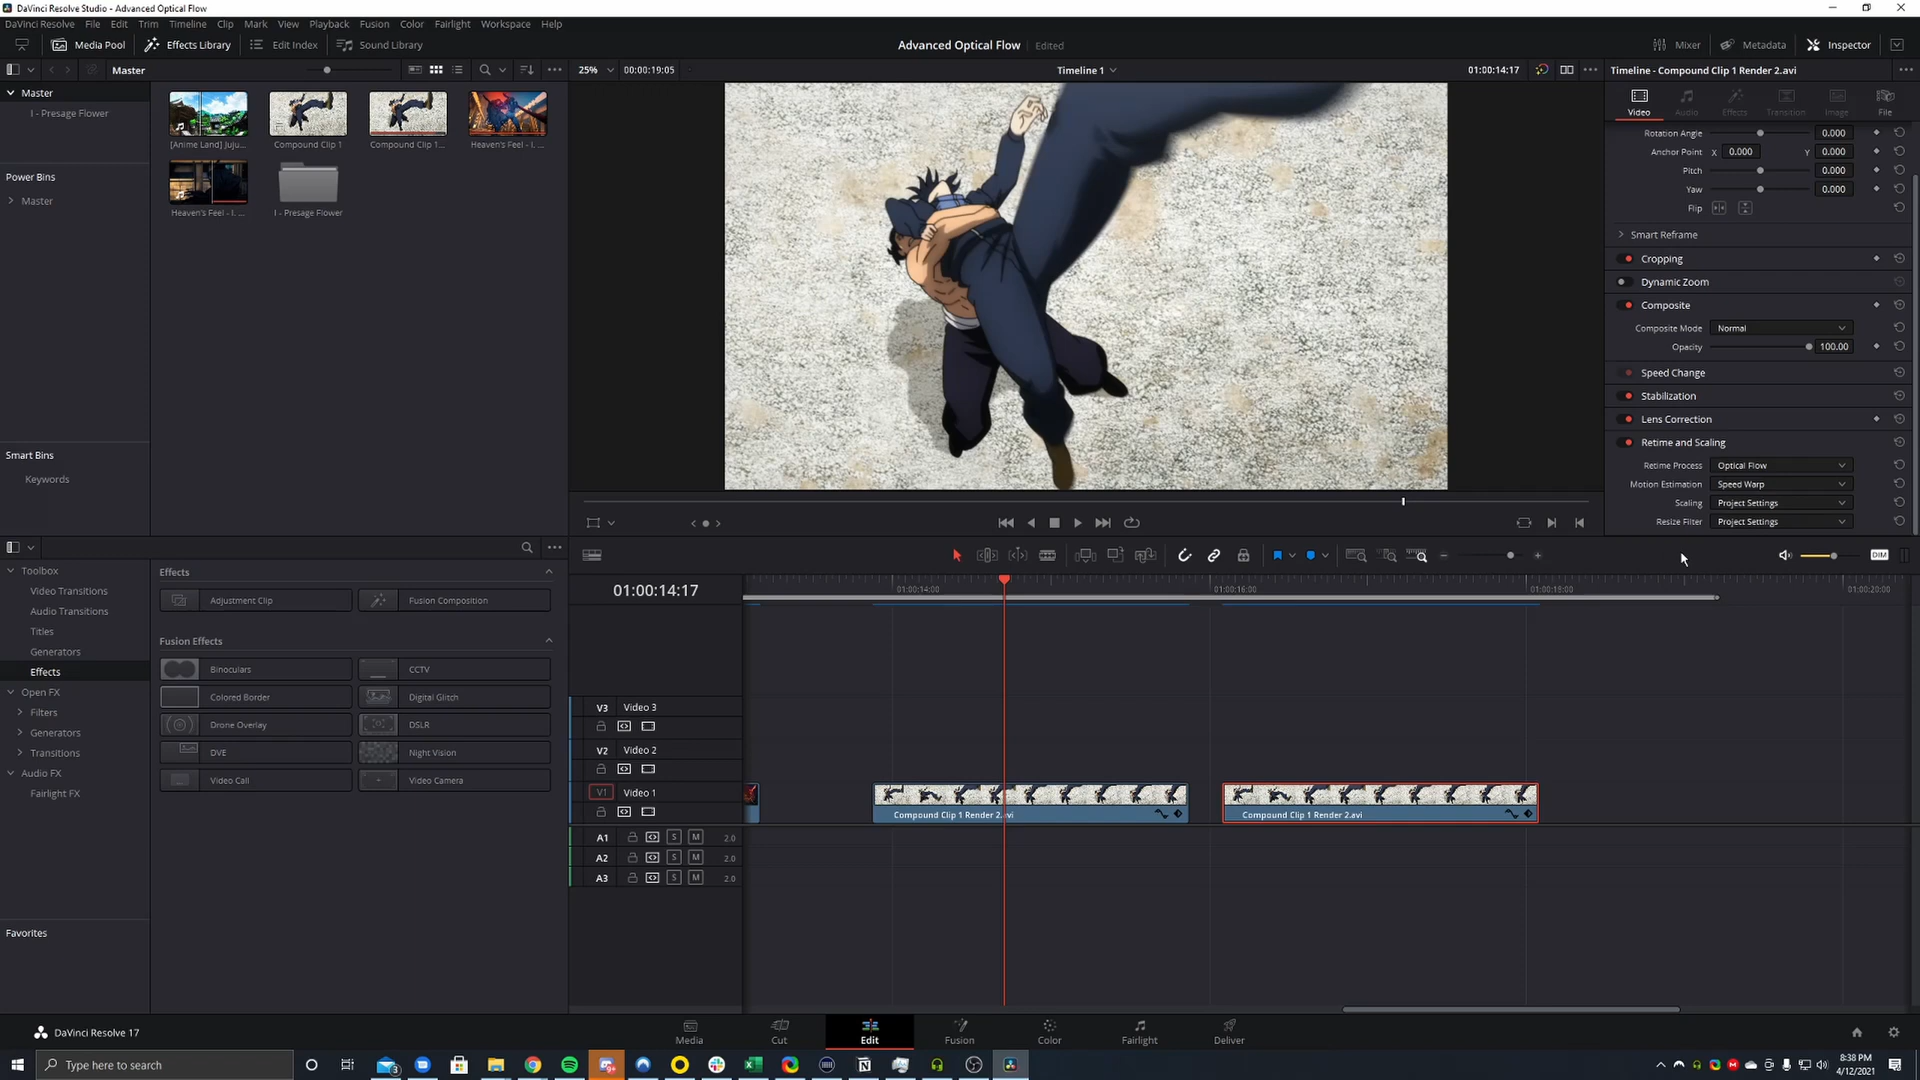 DaVinci Resolve Studio - Advanced Optical Flow
DaVinci Resolve File Edit Trim Timeline Clip Mark View Playback Fusion Color Fairlight Workspace Help
Media Pool Effects Library Edit Index Sound Library Advanced Optical Flow Edited Mixer Metadata Inspector
Master 25% 00:00:19:05 Timeline 1 01:00:14:17 Timeline - Compound Clip 1 Render 2.avi
Master
I - Presage Flower
[Anime Land] Juju... Compound Clip 1 Compound Clip 1... Heaven's Feel - I. ...
Heaven's Feel - I. ... I - Presage Flower
Power Bins
Master
Smart Bins
Keywords
Video Audio Effects Transition Image File
Rotation Angle 0.000
Anchor Point X 0.000 Y 0.000
Pitch 0.000
Yaw 0.000
Flip
Smart Reframe
Cropping
Dynamic Zoom
Composite
Composite Mode Normal
Opacity 100.00
Speed Change
Stabilization
Lens Correction
Retime and Scaling
Retime Process Optical Flow
Motion Estimation Speed Warp
Scaling Project Settings
Resize Filter Project Settings
DIM
Toolbox
Video Transitions
Audio Transitions
Titles
Generators
Effects
Open FX
Filters
Generators
Transitions
Audio FX
Fairlight FX
Favorites
Effects
Adjustment Clip Fusion Composition
Fusion Effects
Binoculars CCTV
Colored Border Digital Glitch
Drone Overlay DSLR
DVE Night Vision
Video Call Video Camera
01:00:14:17 01:00:14:00 01:00:16:00 01:00:18:00 01:00:20:00
V3 Video 3
V2 Video 2
V1 Video 1
Compound Clip 1 Render 2.avi Compound Clip 1 Render 2.avi
A1 S M 2.0
A2 S M 2.0
A3 S M 2.0
DaVinci Resolve 17
Media Cut Edit Fusion Color Fairlight Deliver
Type here to search
8:38 PM
4/12/2021